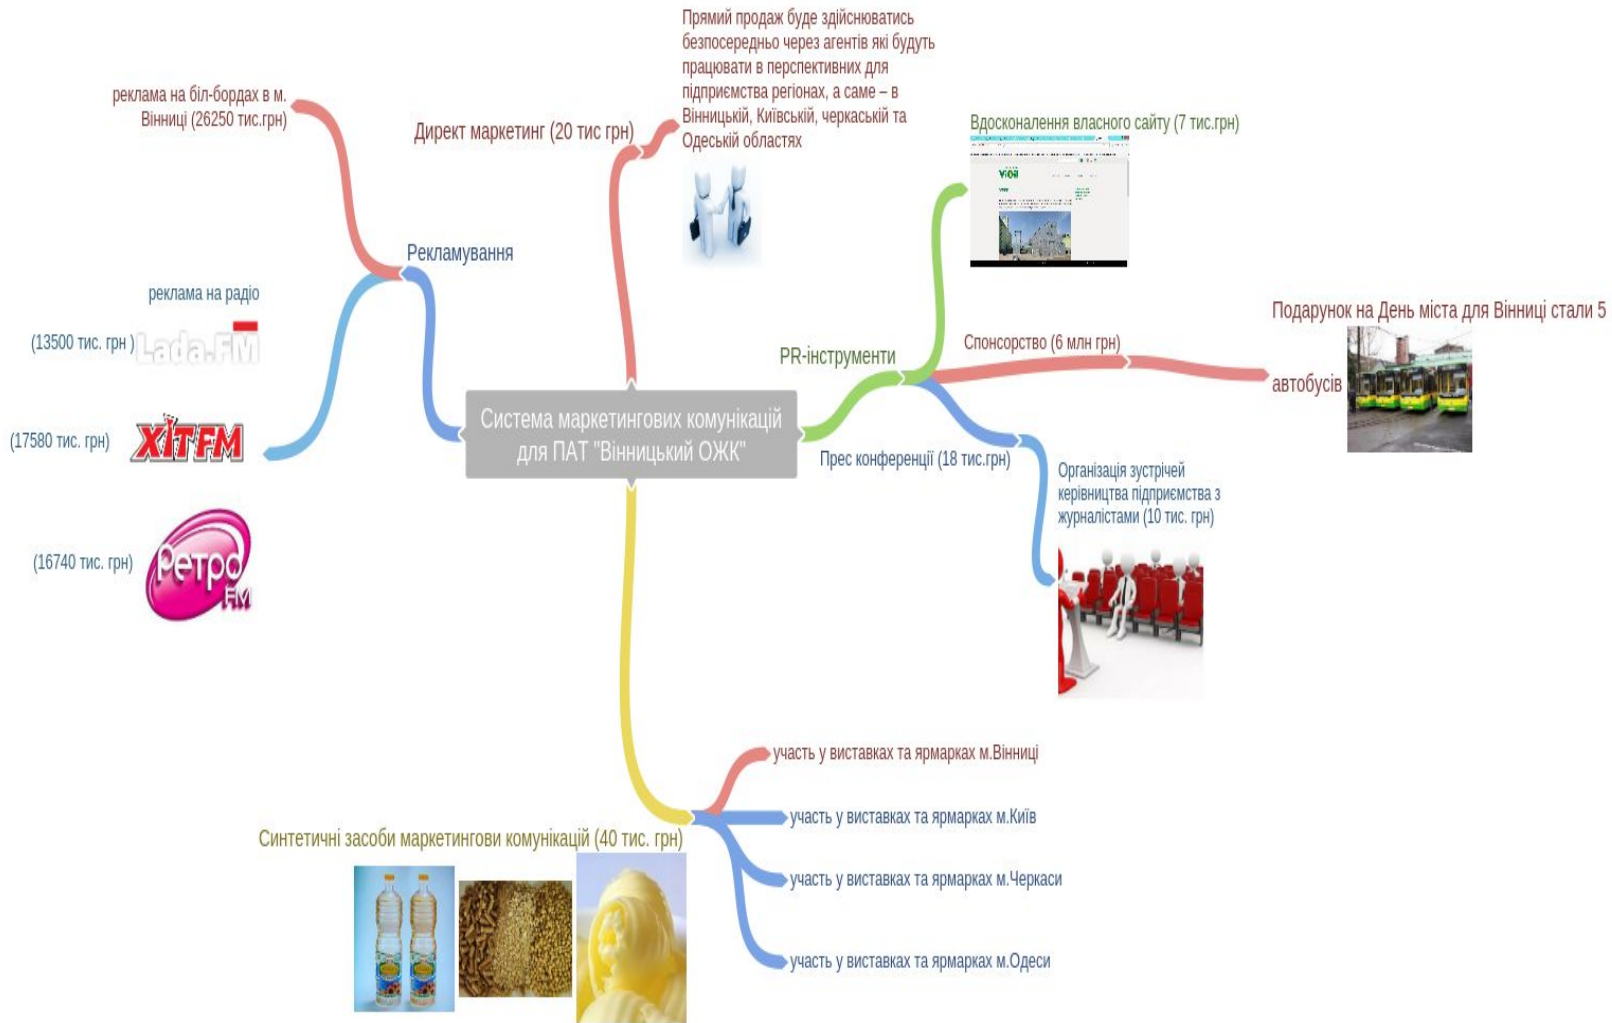 Прямий продаж буде здійснюватись
безпосередньо через агентів які будуть
працювати в перспективних для
підприємства регіонах, а саме – в
Вінницькій, Київській, черкаській та
Одеській областях
Директ маркетинг (20 тис грн)
реклама на біл-бордах в м.
Вінниці (26250 тис.грн)
Рекламування
реклама на радіо
(13500 тис. грн )
Lada.FM
(17580 тис. грн)
ХІТ FM
(16740 тис. грн)
Ретро
FM
Система маркетингових комунікацій
для ПАТ "Вінницький ОЖК"
PR-інструменти
Вдосконалення власного сайту (7 тис.грн)
ViOil
Спонсорство (6 млн грн)
Подарунок на День міста для Вінниці стали 5
автобусів
Прес конференції (18 тис.грн)
Організація зустрічей
керівництва підприємства з
журналістами (10 тис. грн)
Синтетичні засоби маркетингови комунікацій (40 тис. грн)
участь у виставках та ярмарках м.Вінниці
участь у виставках та ярмарках м.Київ
участь у виставках та ярмарках м.Черкаси
участь у виставках та ярмарках м.Одеси